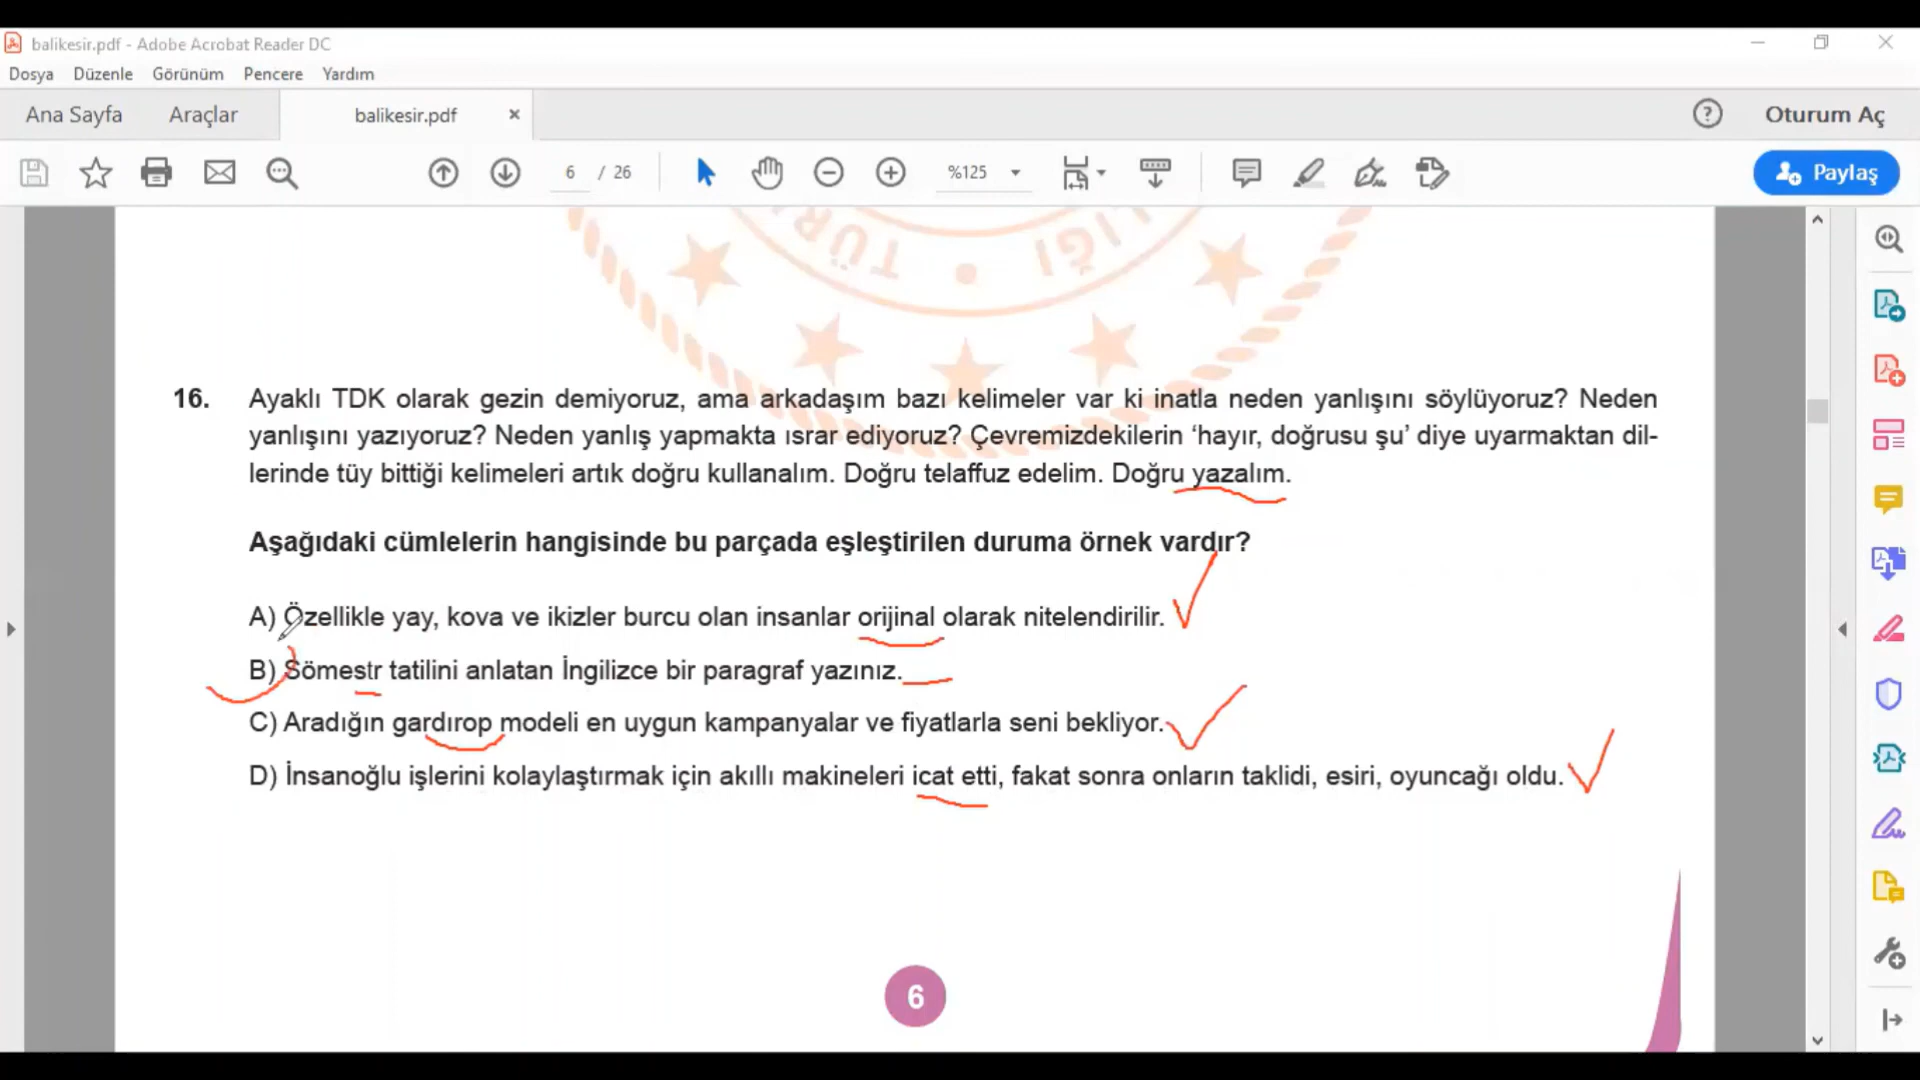 balikesir.pdf - Adobe Acrobat Reader DC
Dosya Düzenle Görünüm Pencere Yardım
Ana Sayfa Araçlar balikesir.pdf Oturum Aç
6 / 26 %125 Paylaş
TÜR LİĞİ
16. Ayaklı TDK olarak gezin demiyoruz, ama arkadaşım bazı kelimeler var ki inatla neden yanlışını söylüyoruz? Neden
yanlışını yazıyoruz? Neden yanlış yapmakta ısrar ediyoruz? Çevremizdekilerin ‘hayır, doğrusu şu’ diye uyarmaktan dil-
lerinde tüy bittiği kelimeleri artık doğru kullanalım. Doğru telaffuz edelim. Doğru yazalım.
Aşağıdaki cümlelerin hangisinde bu parçada eşleştirilen duruma örnek vardır?
A) Özellikle yay, kova ve ikizler burcu olan insanlar orijinal olarak nitelendirilir.
B) Sömestr tatilini anlatan İngilizce bir paragraf yazınız.
C) Aradığın gardırop modeli en uygun kampanyalar ve fiyatlarla seni bekliyor.
D) İnsanoğlu işlerini kolaylaştırmak için akıllı makineleri icat etti, fakat sonra onların taklidi, esiri, oyuncağı oldu.
6